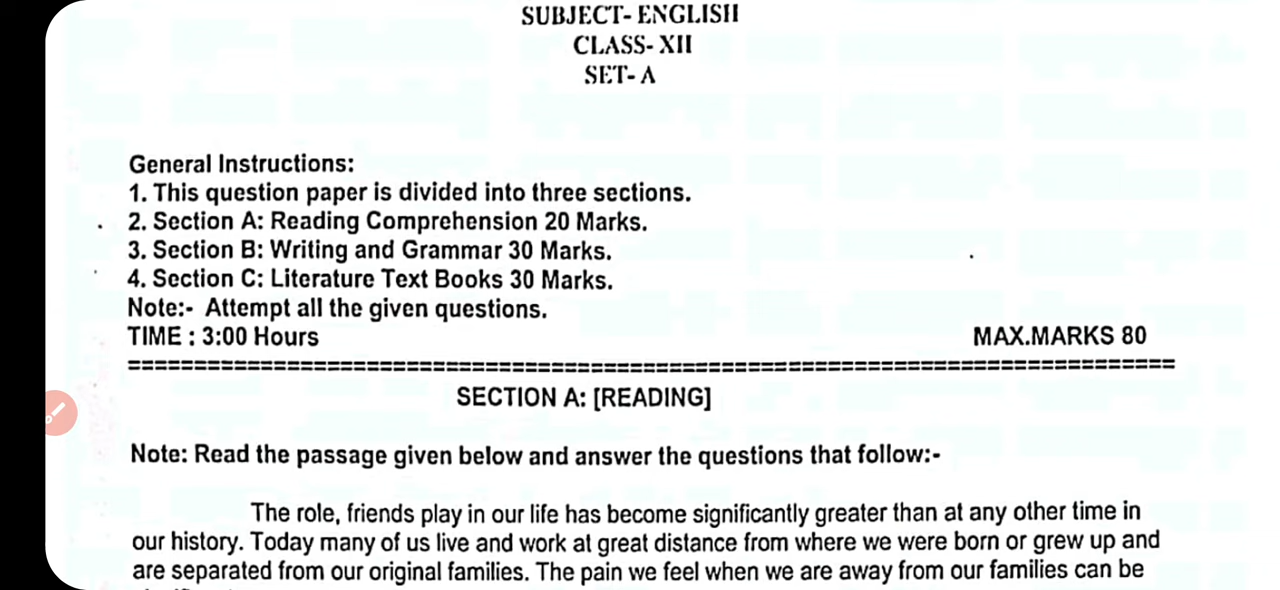 SUBJECT- ENGLISH
CLASS- XII
SET- A
General Instructions:
1. This question paper is divided into three sections.
2. Section A: Reading Comprehension 20 Marks.
3. Section B: Writing and Grammar 30 Marks.
4. Section C: Literature Text Books 30 Marks.
Note:- Attempt all the given questions.
TIME : 3:00 Hours MAX.MARKS 80
==========================================================================
SECTION A: [READING]
Note: Read the passage given below and answer the questions that follow:-
The role, friends play in our life has become significantly greater than at any other time in
our history. Today many of us live and work at great distance from where we were born or grew up and
are separated from our original families. The pain we feel when we are away from our families can be